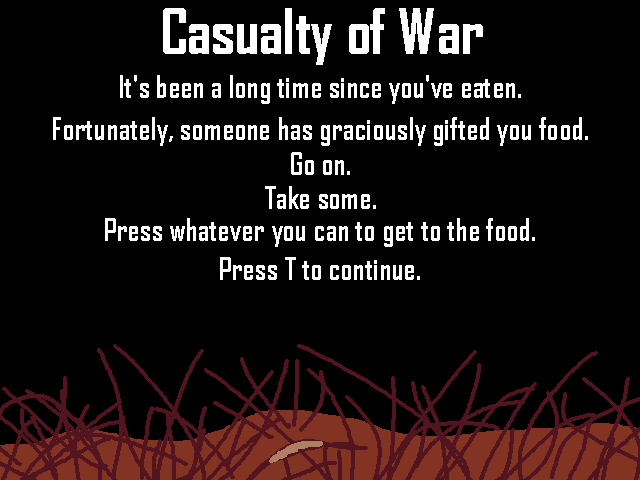 Casualty of War
It's been a long time since you've eaten.
Fortunately, someone has graciously gifted you food.
Go on.
Take some.
Press whatever you can to get to the food.
Press T to continue.